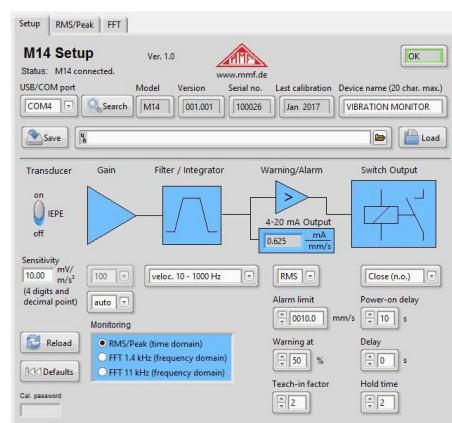 Setup RMS/Peak FFT
M14 Setup Ver. 1.0
MMF
www.mmf.de
OK
Status: M14 connected.
USB/COM port Model Version Serial no. Last calibration Device name (20 char. max.)
COM4 Search M14 001.001 100026 Jan 2017 VIBRATION MONITOR
Save Load
Transducer Gain Filter / Integrator Warning/Alarm Switch Output
on
IEPE
off
>
4-20 mA Output
0.625 mA
mm/s
Sensitivity
10.00 mV/
m/s²
(4 digits and
decimal point)
100 veloc. 10 - 1000 Hz RMS Close (n.o.)
auto
Alarm limit Power-on delay
0010.0 mm/s 10 s
Monitoring
RMS/Peak (time domain)
FFT 1.4 kHz (frequency domain)
FFT 11 kHz (frequency domain)
Reload
Defaults
Warning at Delay
50 % 0 s
Teach-in factor Hold time
2 2
Cal. password